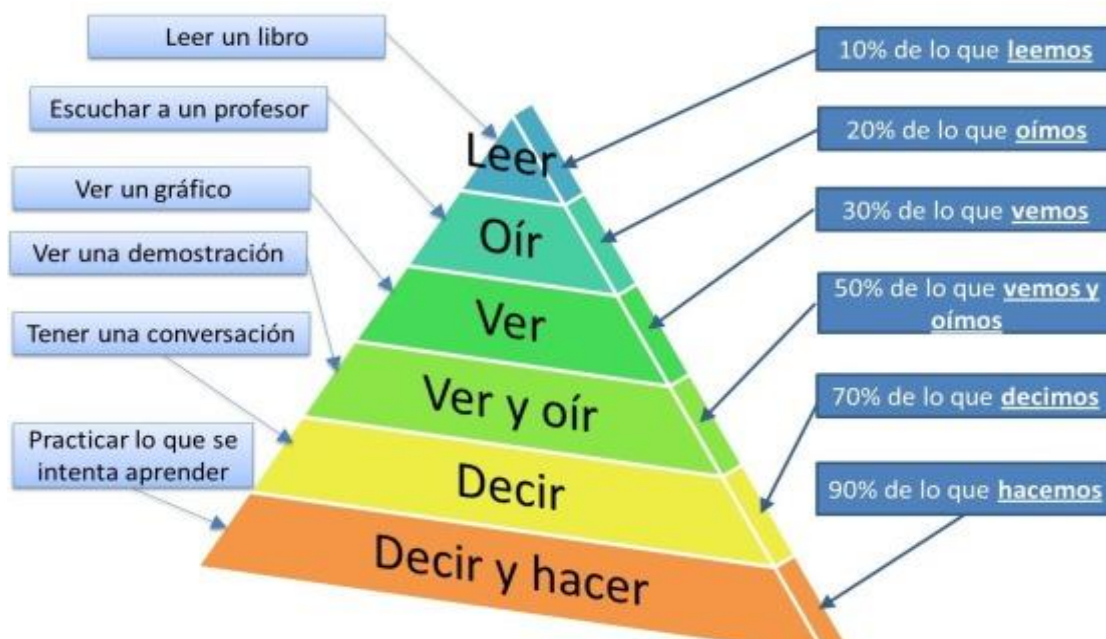 Leer un libro
Escuchar a un profesor
Ver un gráfico
Ver una demostración
Tener una conversación
Practicar lo que se
intenta aprender
Leer
Oír
Ver
Ver y oír
Decir
Decir y hacer
10% de lo que leemos
20% de lo que oímos
30% de lo que vemos
50% de lo que vemos y
oímos
70% de lo que decimos
90% de lo que hacemos